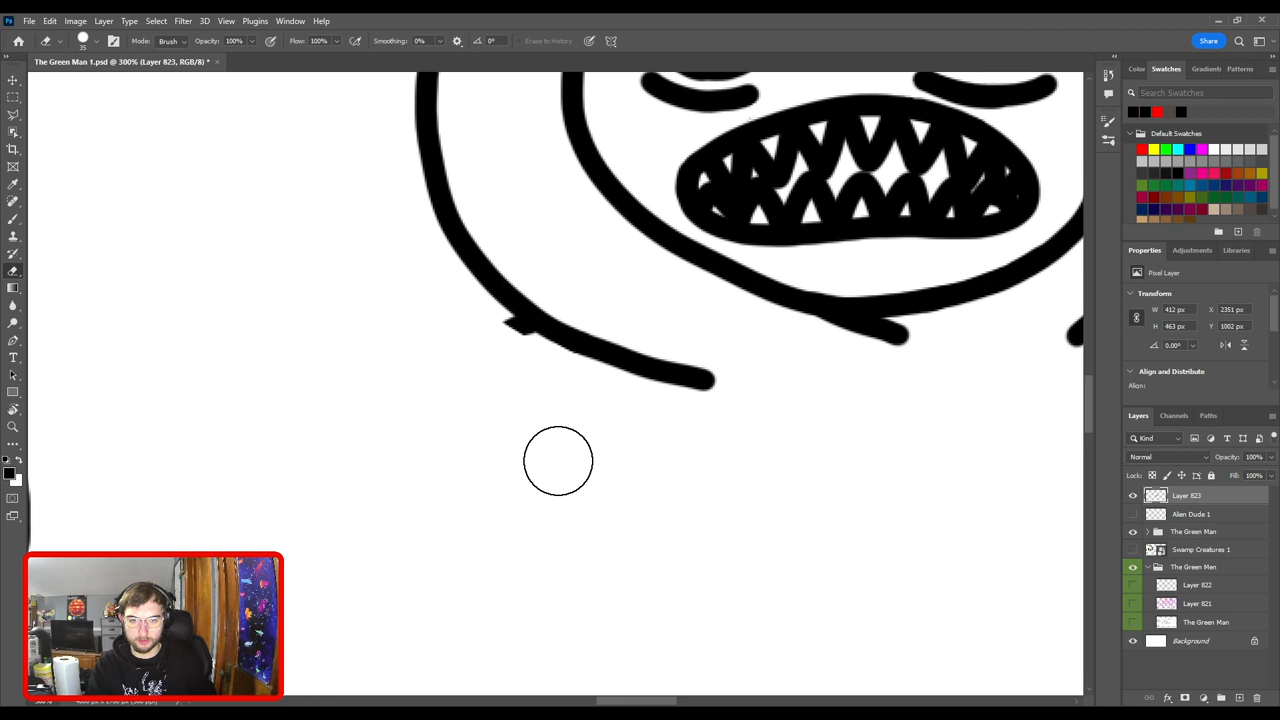 File Edit Image Layer Type Select Filter 3D View Plugins Window Help
35 Mode: Brush Opacity: 100% Flow: 100% Smoothing: 0% 0° Erase to History Share
The Green Man 1.psd @ 300% (Layer 823, RGB/8) *
Color Swatches Gradients Patterns
Search Swatches
Default Swatches
Properties Adjustments Libraries
Pixel Layer
Transform
W 412 px X 2351 px
H 463 px Y 1002 px
0.00°
Align and Distribute
Align:
Layers Channels Paths
Kind
Normal Opacity: 100%
Lock: Fill: 100%
Layer 823
Alien Dude 1
The Green Man
Swamp Creatures 1
The Green Men
Layer 822
Layer 821
The Green Man
Background